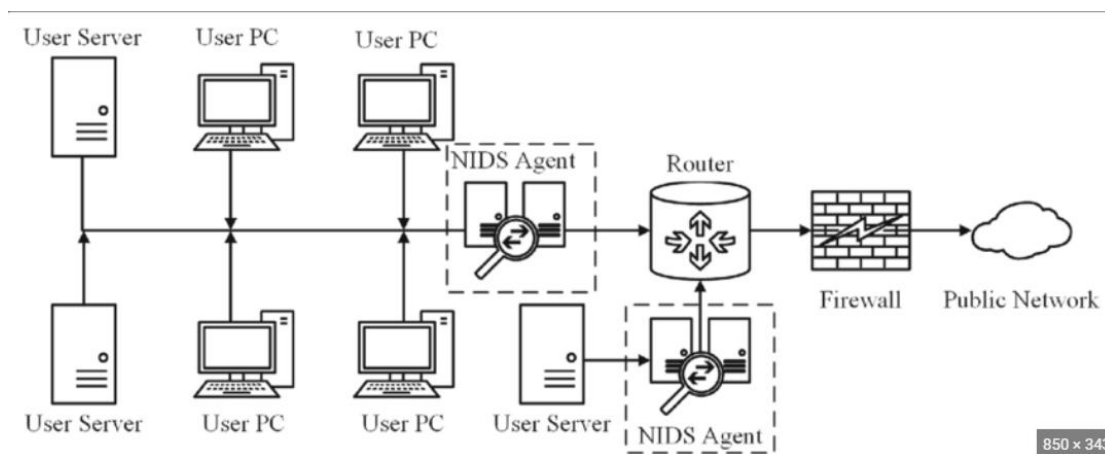 User Server
User PC
User PC
NIDS Agent
Router
Firewall
Public Network
User Server
User PC
User PC
User Server
NIDS Agent
850 × 343